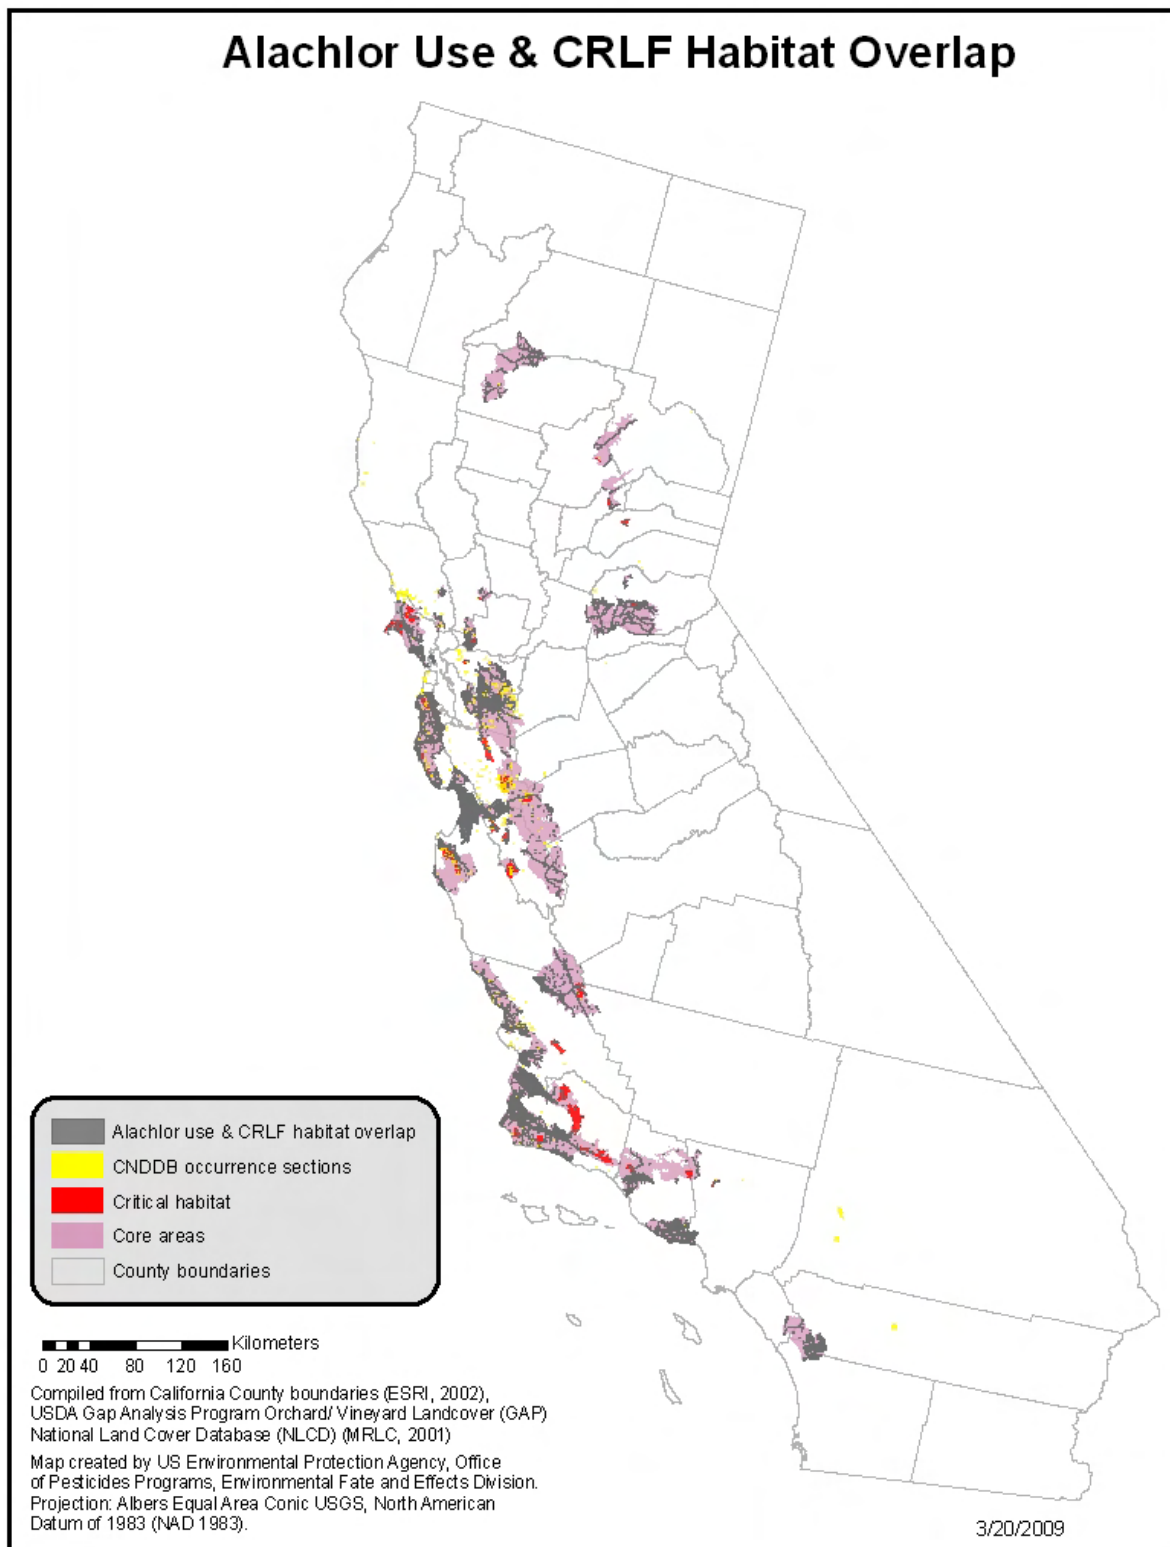 Alachlor Use & CRLF Habitat Overlap
Alachlor use & CRLF habitat overlap
CNDDB occurrence sections
Critical habitat
Core areas
County boundaries
Kilometers
0 20 40 80 120 160
Compiled from California County boundaries (ESRI, 2002),
USDA Gap Analysis Program Orchard/ Vineyard Landcover (GAP)
National Land Cover Database (NLCD) (MRLC, 2001)
Map created by US Environmental Protection Agency, Office
of Pesticides Programs, Environmental Fate and Effects Division.
Projection: Albers Equal Area Conic USGS, North American
Datum of 1983 (NAD 1983).
3/20/2009